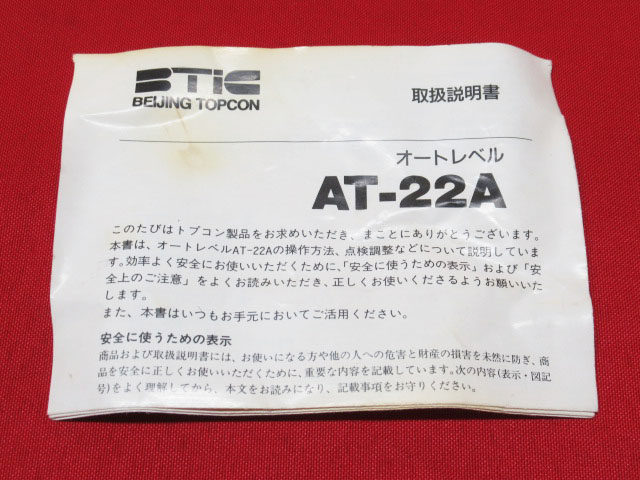 BTiC
BEIJING TOPCON
取扱説明書
オートレベル
AT-22A
このたびはトプコン製品をお求めいただき、まことにありがとうございます。
本書は、オートレベルAT-22Aの操作方法、点検調整などについて説明していま
す。効率よく安全にお使いいただくために、「安全に使うための表示」および「安
全上のご注意」をよくお読みいただき、正しくお使いくださるようお願いいた
します。
また、本書はいつもお手元においてご活用ください。
安全に使うための表示
商品および取扱説明書には、お使いになる方や他の人への危害と財産の損害を未然に防ぎ、商
品を安全に正しくお使いいただくために、重要な内容を記載しています。次の内容(表示・図記
号)をよく理解してから、本文をお読みになり、記載事項をお守りください。